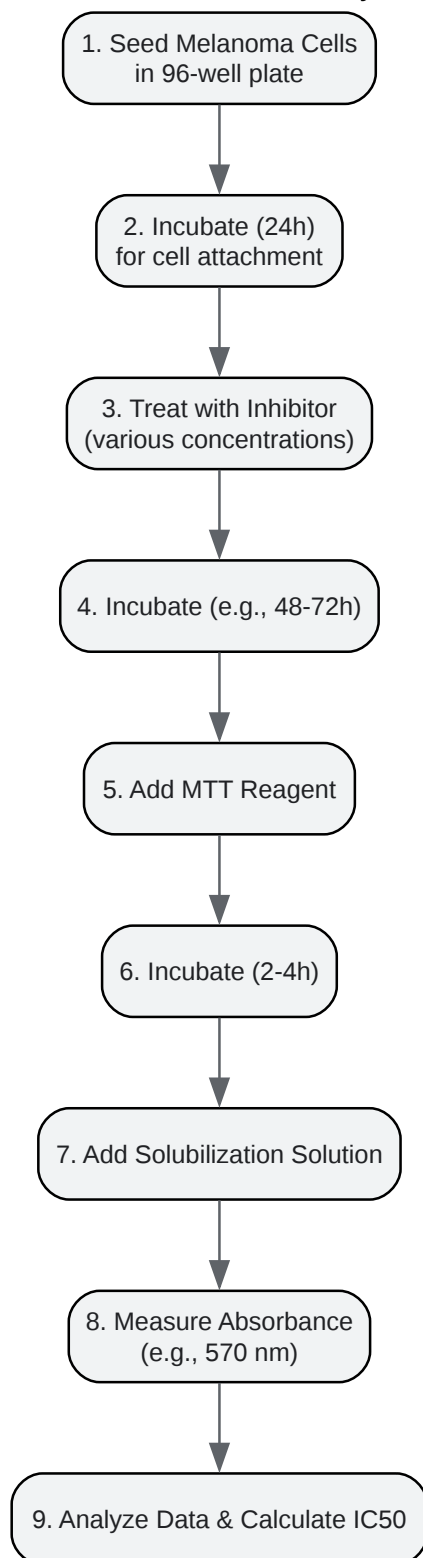 1. Seed Melanoma Cells
in 96-well plate
2. Incubate (24h)
for cell attachment
3. Treat with Inhibitor
(various concentrations)
4. Incubate (e.g., 48-72h)
5. Add MTT Reagent
6. Incubate (2-4h)
7. Add Solubilization Solution
8. Measure Absorbance
(e.g., 570 nm)
9. Analyze Data & Calculate IC50